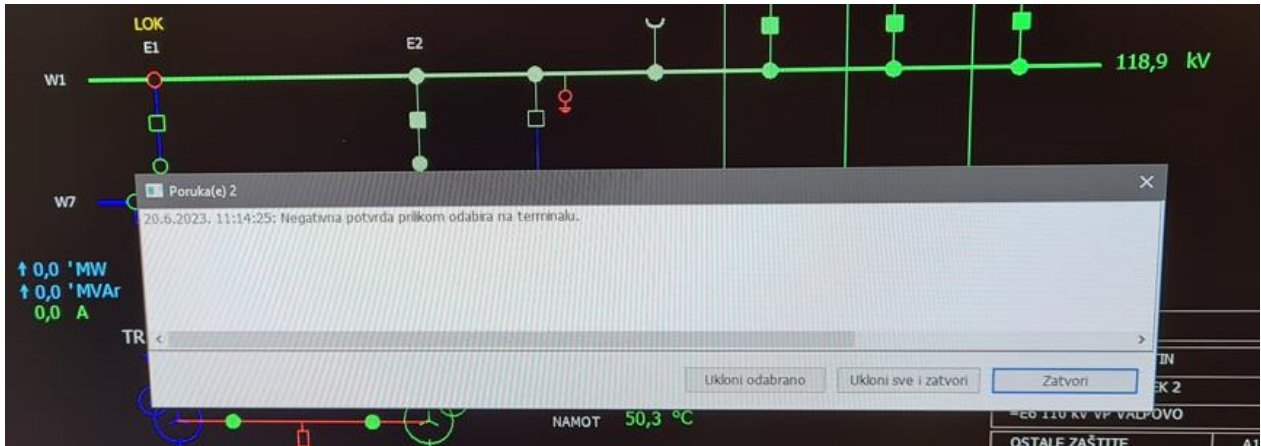 LOK
E1
E2
W1
118,9 kV
Poruka(e) 2
W7
20.6.2023. 11:14:25: Negativna potvrda prilikom odabira na terminalu.
↑ 0,0 'MW
↑ 0,0 'MVAr
0,0 A
TR
TIN
Ukloni odabrano
Ukloni sve i zatvori
Zatvori
EK 2
=E6 110 kV VP VALPOVO
NAMOT 50,3 °C
OSTALE ZAŠTITE
A1